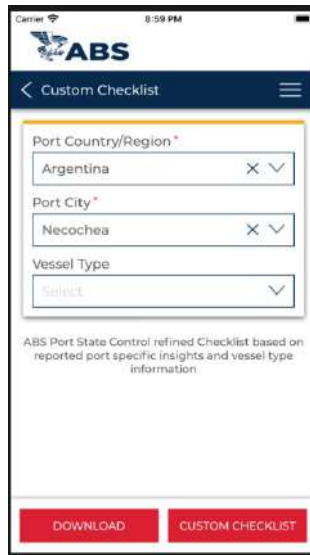 Carrier 8:59 PM
ABS
Custom Checklist
Port Country/Region*
Argentina
Port City*
Necochea
Vessel Type
Select
ABS Port State Control refined Checklist based on
reported port specific insights and vessel type
information
DOWNLOAD CUSTOM CHECKLIST